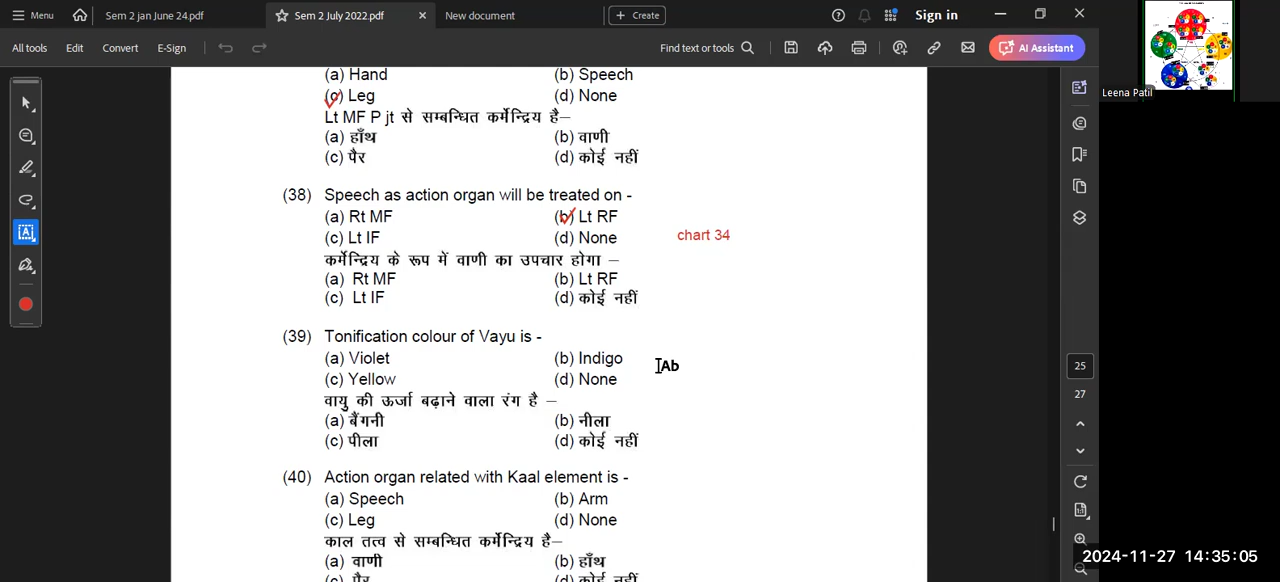 Menu
Sem 2 jan June 24.pdf
Sem 2 July 2022.pdf
New document
Create
Sign in
All tools
Edit
Convert
E-Sign
Find text or tools
AI Assistant
Leena Patil
(a) Hand (b) Speech
(c) Leg (d) None
Lt MF P jt से सम्बन्धित कर्मेन्द्रिय है–
(a) हाँथ (b) वाणी
(c) पैर (d) कोई नहीं
(38) Speech as action organ will be treated on -
(a) Rt MF (b) Lt RF
(c) Lt IF (d) None
chart 34
कर्मेन्द्रिय के रूप में वाणी का उपचार होगा –
(a) Rt MF (b) Lt RF
(c) Lt IF (d) कोई नहीं
(39) Tonification colour of Vayu is -
(a) Violet (b) Indigo
Ab
(c) Yellow (d) None
वायु की ऊर्जा बढ़ाने वाला रंग है –
(a) बैंगनी (b) नीला
(c) पीला (d) कोई नहीं
(40) Action organ related with Kaal element is -
(a) Speech (b) Arm
(c) Leg (d) None
काल तत्व से सम्बन्धित कर्मेन्द्रिय है–
(a) वाणी (b) हाँथ
(c) पैर (d) कोई नहीं
25
27
2024-11-27 14:35:05